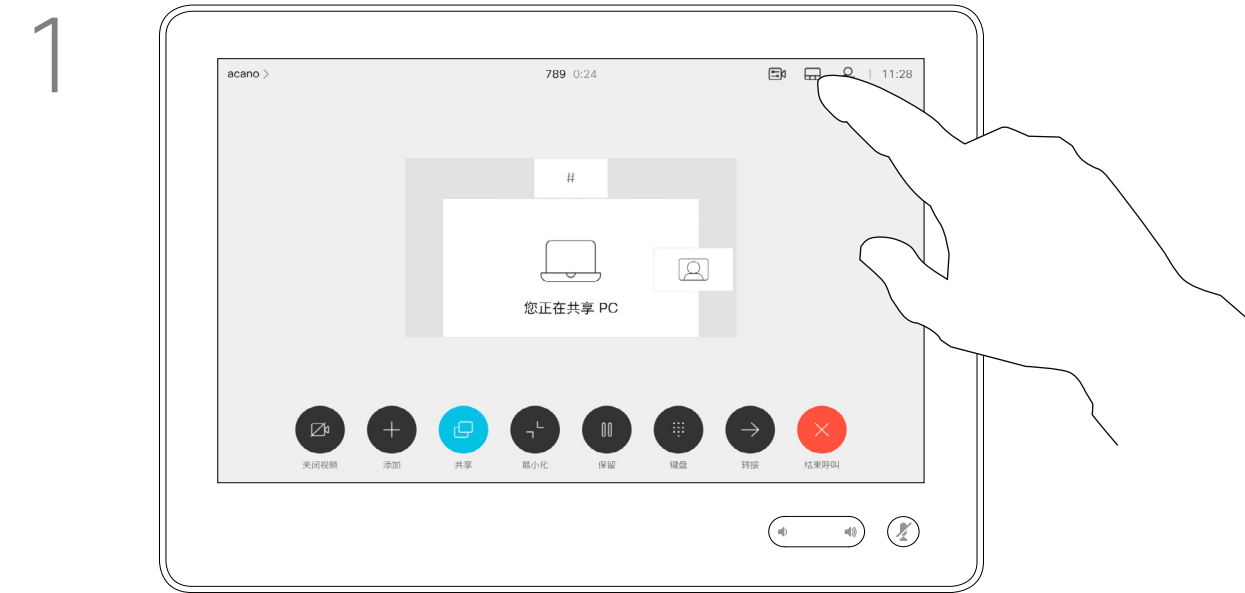 1
acano >
789 0:24
11:28
#
您正在共享 PC
关闭视频
添加
共享
最小化
保留
键盘
转接
结束呼叫